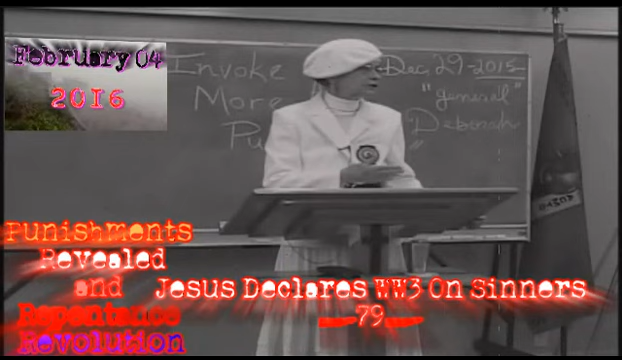 February 04
2016
Invoke
More
Pu
Dec. 29-2015
"general"
Deborah
Punishments
Revealed
and
Repentance
Revolution
Jesus Declares WW3 On Sinners
79